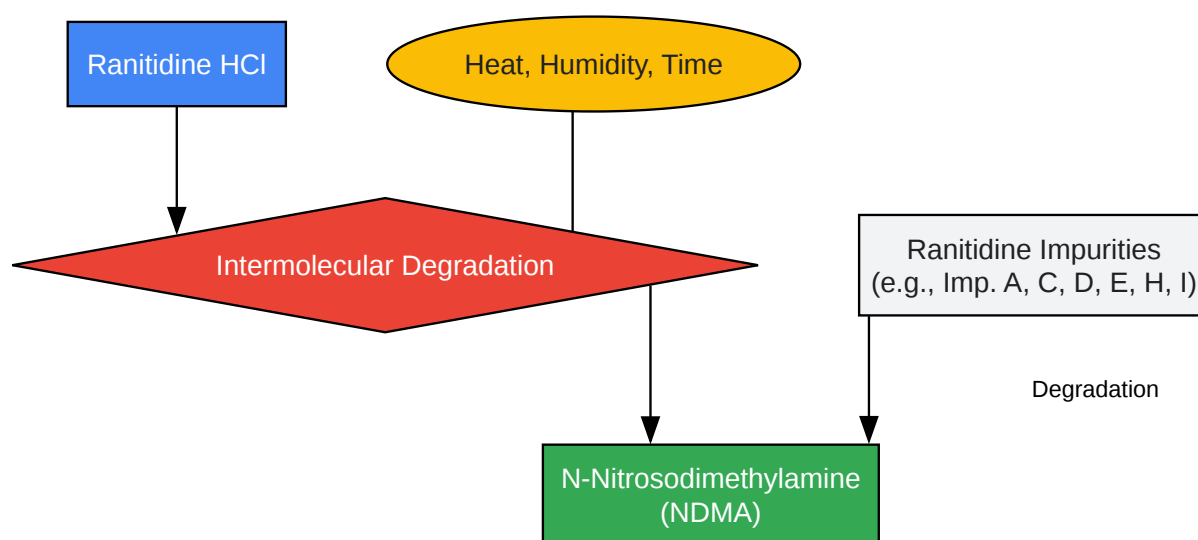 Ranitidine HCl
Heat, Humidity, Time
Intermolecular Degradation
Ranitidine Impurities
(e.g., Imp. A, C, D, E, H, I)
Degradation
N-Nitrosodimethylamine
(NDMA)